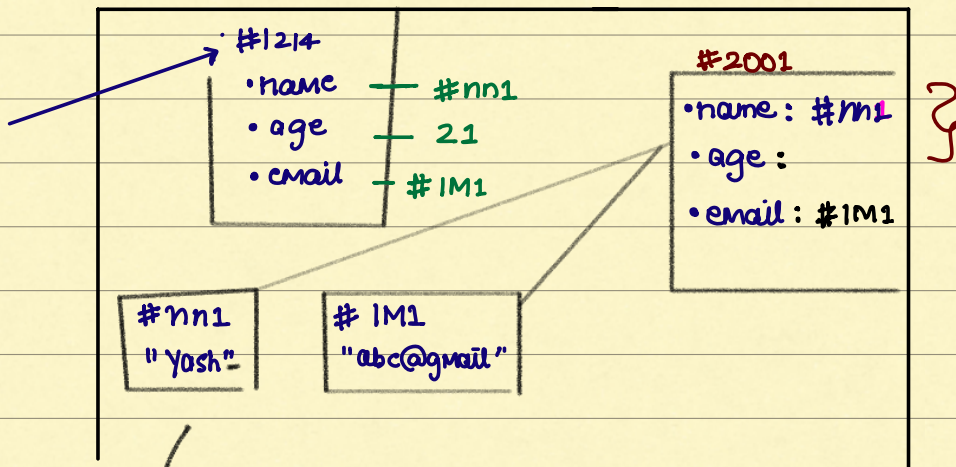 #1214
• name
#nn1
• age
21
• email
#1M1
#2001
• name : #nn1
• age :
• email : #1M1
#nn1
"Yash"
# 1M1
"abc@gmail"